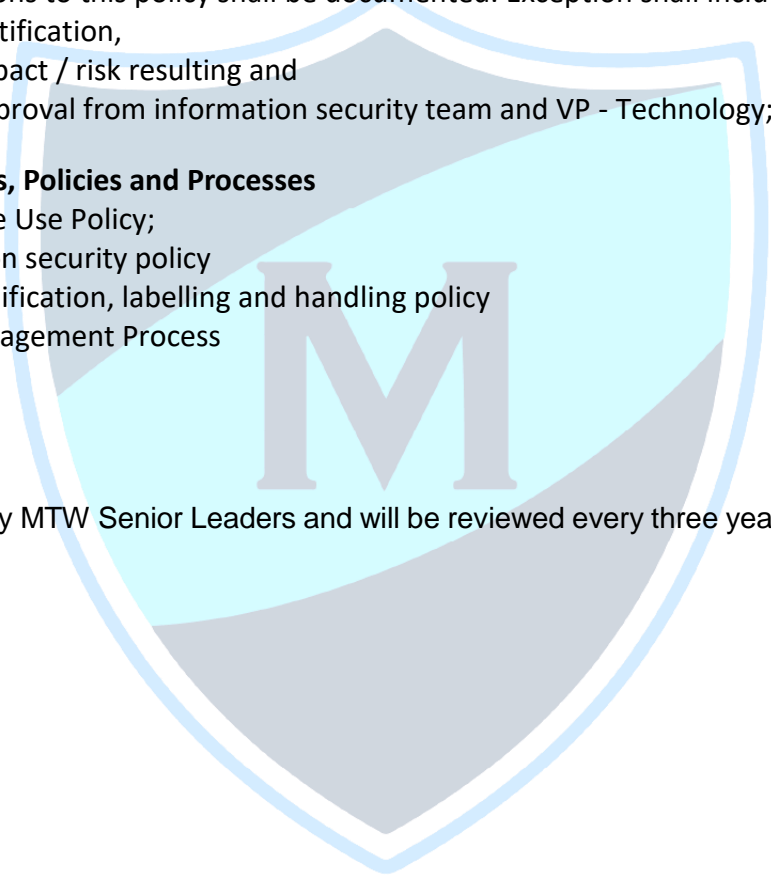 ons to this policy shall be documented. Exception shall inclu
tification,
pact / risk resulting and
proval from information security team and VP - Technology;
s, Policies and Processes
e Use Policy;
on security policy
ification, labelling and handling policy
nagement Process
M
y MTW Senior Leaders and will be reviewed every three yea